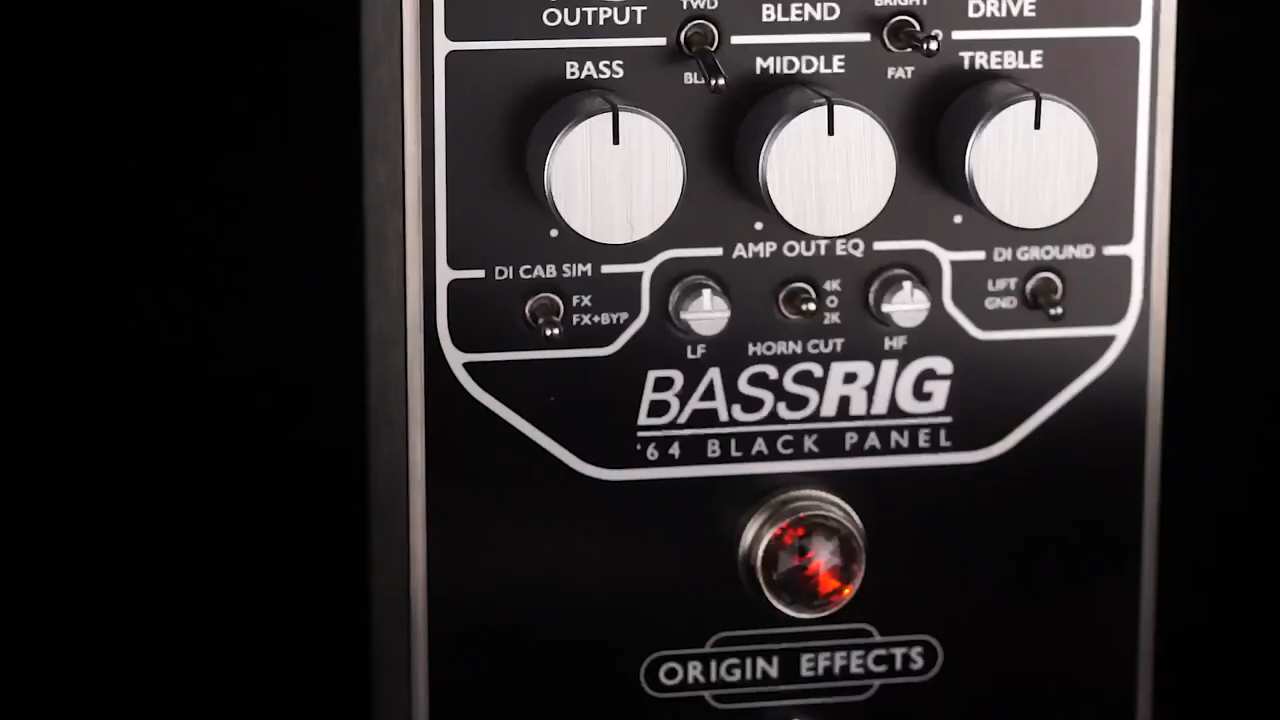 OUTPUT
TWD
BLEND
BRIGHT
DRIVE
BASS
MIDDLE
FAT
TREBLE
DI CAB SIM
AMP OUT EQ
DI GROUND
FX
FX+BYP
4K
O
2K
LIFT
GND
LF
HORN CUT
HF
BASSRIG
'64 BLACK PANEL
ORIGIN EFFECTS